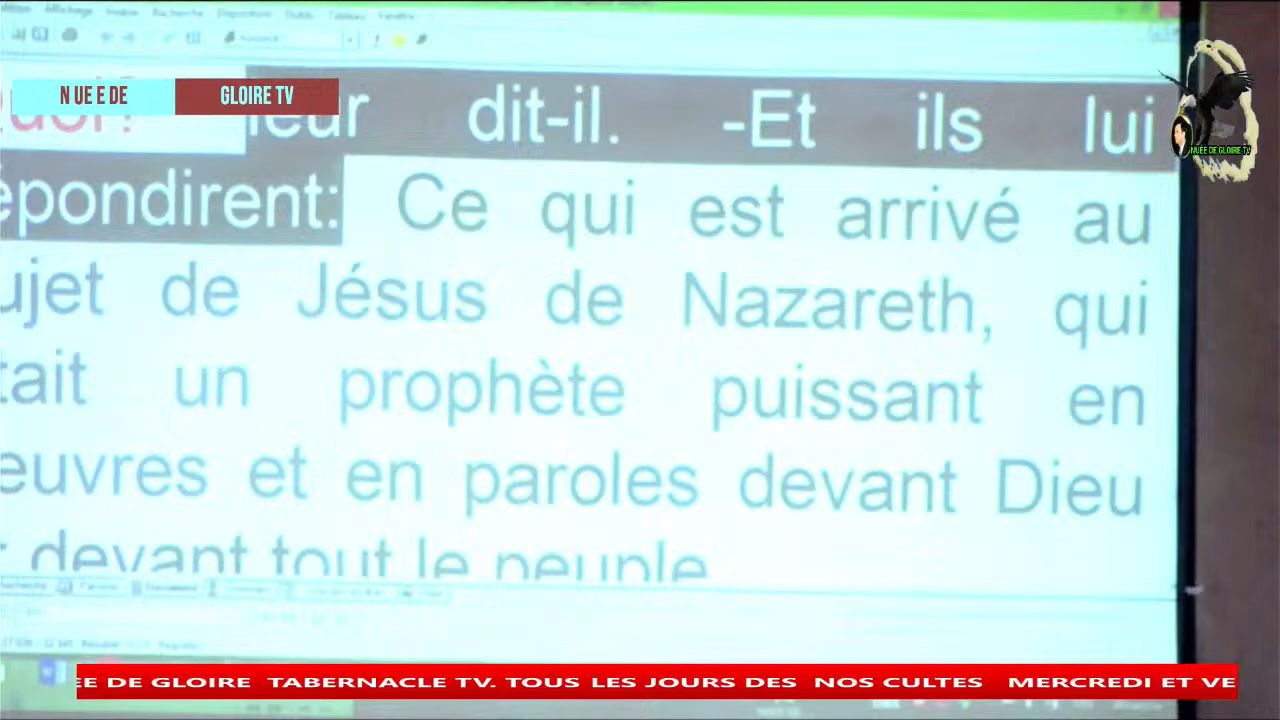 N UE E DE GLOIRE TV
NUEE DE GLOIRE TV
leur dit-il. -Et ils lui
épondirent: Ce qui est arrivé au
ujet de Jésus de Nazareth, qui
tait un prophète puissant en
euvres et en paroles devant Dieu
devant tout le peuple
EE DE GLOIRE TABERNACLE TV. TOUS LES JOURS DES NOS CULTES MERCREDI ET VE